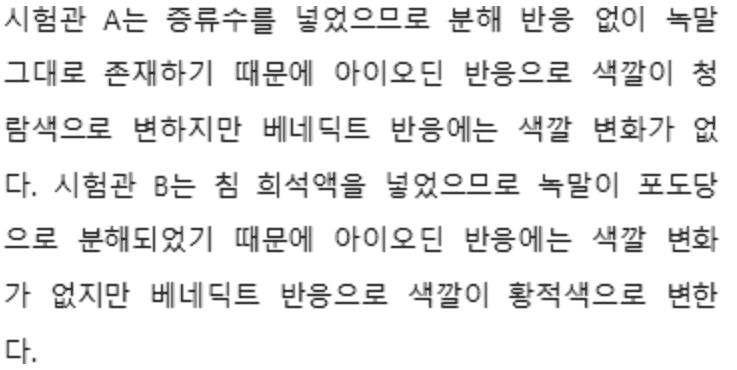 시험관 A는 증류수를 넣었으므로 분해 반응 없이 녹말
그대로 존재하기 때문에 아이오딘 반응으로 색깔이 청
람색으로 변하지만 베네딕트 반응에는 색깔 변화가 없
다. 시험관 B는 침 희석액을 넣었으므로 녹말이 포도당
으로 분해되었기 때문에 아이오딘 반응에는 색깔 변화
가 없지만 베네딕트 반응으로 색깔이 황적색으로 변한
다.